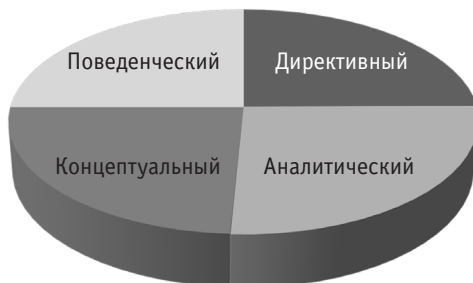 Поведенческий
Директивный
Концептуальный
Аналитический